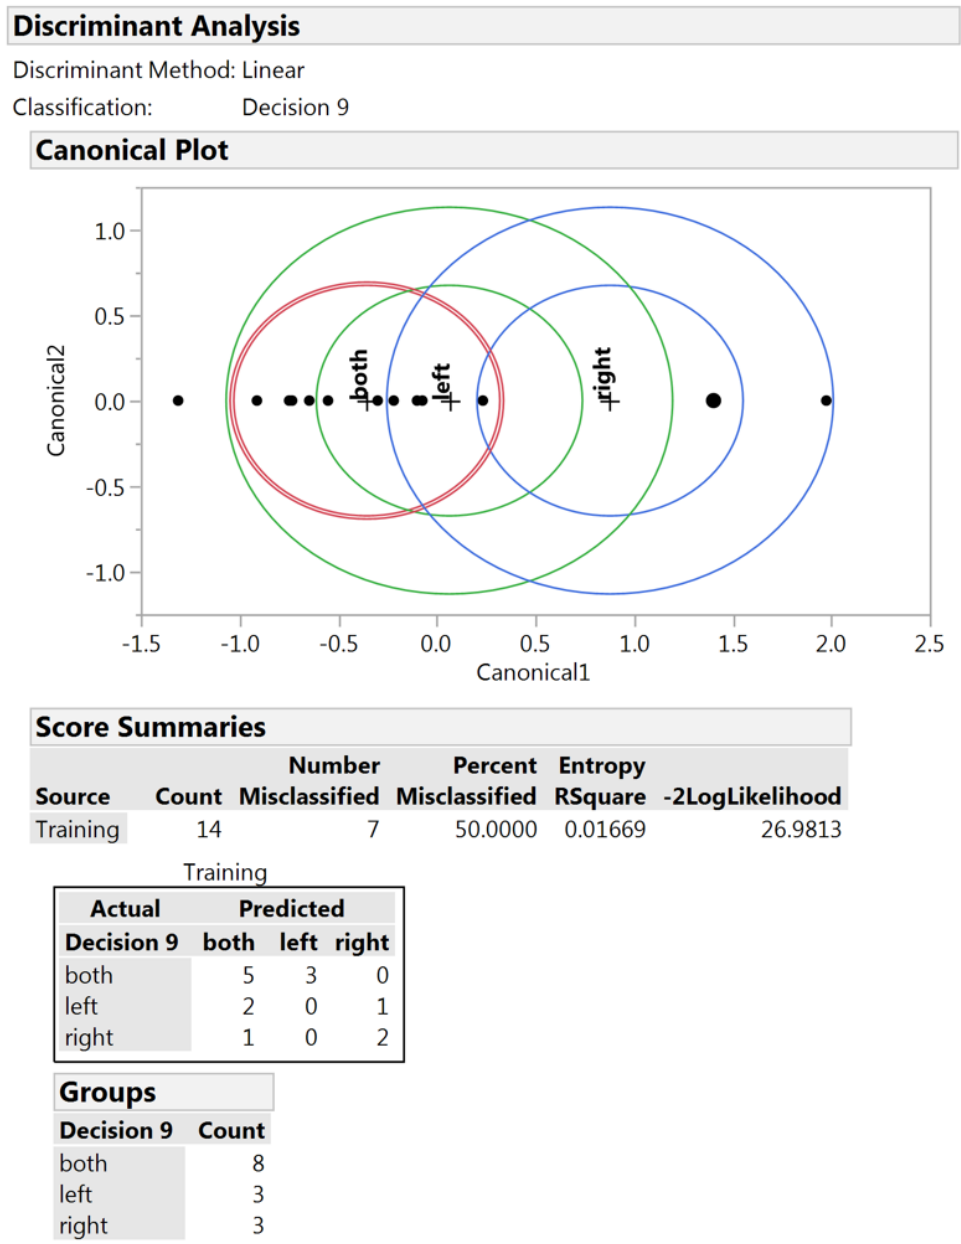 Discriminant Analysis
Discriminant Method: Linear
Classification: Decision 9
Canonical Plot
Canonical2
1.0
0.5
0.0
-0.5
-1.0
both
left
right
-1.5 -1.0 -0.5 0.0 0.5 1.0 1.5 2.0 2.5
Canonical1
Score Summaries
Number Percent Entropy
Source Count Misclassified Misclassified RSquare -2LogLikelihood
Training 14 7 50.0000 0.01669 26.9813
Training
Actual Predicted
Decision 9 both left right
both 5 3 0
left 2 0 1
right 1 0 2
Groups
Decision 9 Count
both 8
left 3
right 3